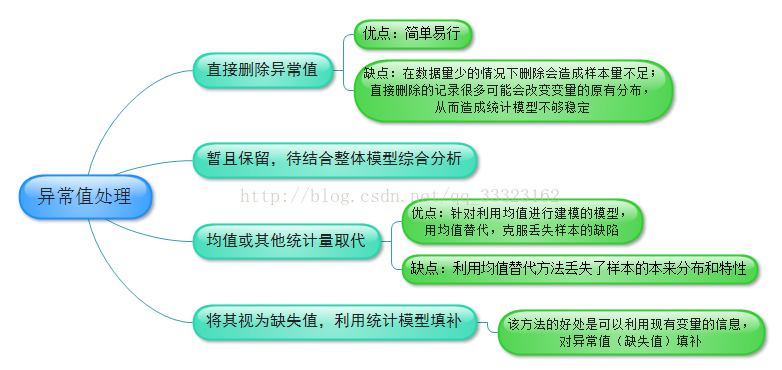 异常值处理
直接删除异常值
优点：简单易行
缺点：在数据量少的情况下删除会造成样本量不足；
直接删除的记录很多可能会改变变量的原有分布，
从而造成统计模型不够稳定
暂且保留，待结合整体模型综合分析
http://blog.csdn.net/qq_33323162
均值或其他统计量取代
优点：针对利用均值进行建模的模型，
用均值替代，克服丢失样本的缺陷
缺点：利用均值替代方法丢失了样本的本来分布和特性
将其视为缺失值，利用统计模型填补
该方法的好处是可以利用现有变量的信息，
对异常值（缺失值）填补